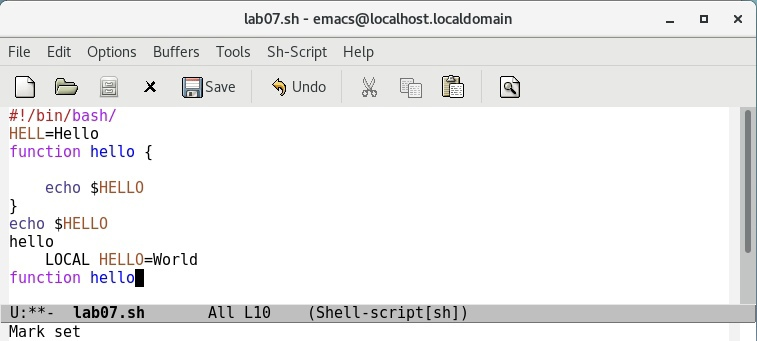 lab07.sh - emacs@localhost.localdomain
File Edit Options Buffers Tools Sh-Script Help
Save Undo
#!/bin/bash/
HELL=Hello
function hello {
    echo $HELLO
}
echo $HELLO
hello
    LOCAL HELLO=World
function hello
U:**-  lab07.sh       All L10    (Shell-script[sh])
Mark set